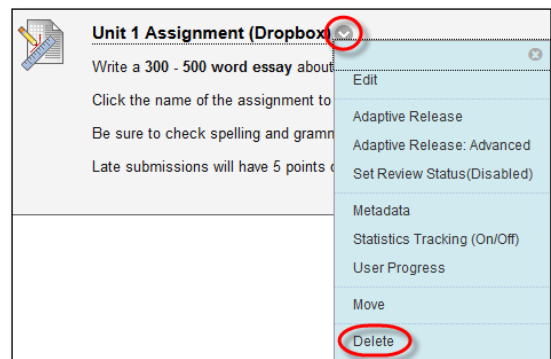 Unit 1 Assignment (Dropbox)
Write a 300 - 500 word essay about
Click the name of the assignment to
Be sure to check spelling and gramm
Late submissions will have 5 points
Edit
Adaptive Release
Adaptive Release: Advanced
Set Review Status(Disabled)
Metadata
Statistics Tracking (On/Off)
User Progress
Move
Delete